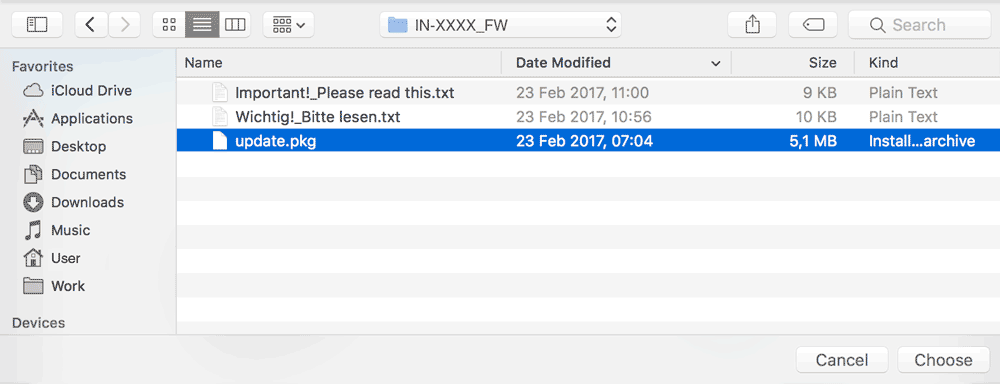 IN-XXXX_FW
Search
Favorites
iCloud Drive
Applications
Desktop
Documents
Downloads
Music
User
Work
Devices
Name Date Modified Size Kind
Important!_Please read this.txt 23 Feb 2017, 11:00 9 KB Plain Text
Wichtig!_Bitte lesen.txt 23 Feb 2017, 10:56 10 KB Plain Text
update.pkg 23 Feb 2017, 07:04 5,1 MB Install...archive
Cancel Choose